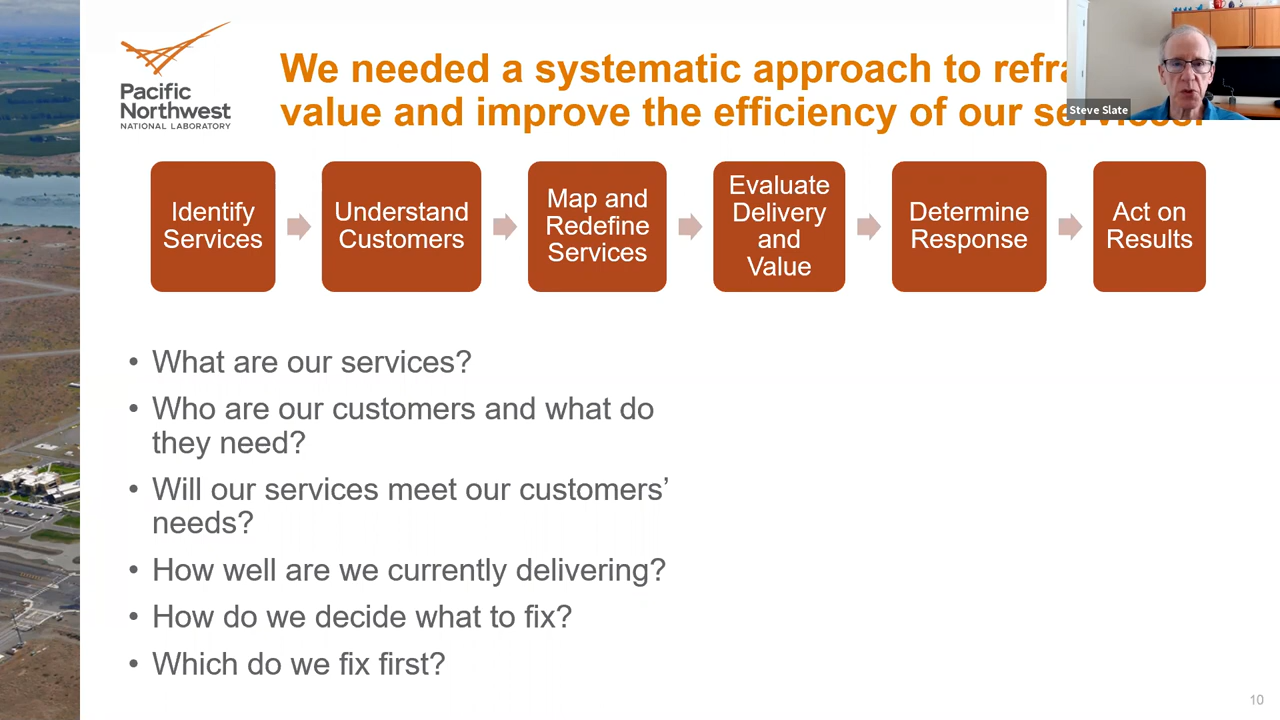 Pacific
Northwest
NATIONAL LABORATORY
We needed a systematic approach to
value and improve the efficiency of our
Steve Slate
Identify
Services
Understand
Customers
Map and
Redefine
Services
Evaluate
Delivery
and
Value
Determine
Response
Act on
Results
• What are our services?
• Who are our customers and what do
they need?
• Will our services meet our customers’
needs?
• How well are we currently delivering?
• How do we decide what to fix?
• Which do we fix first?
10